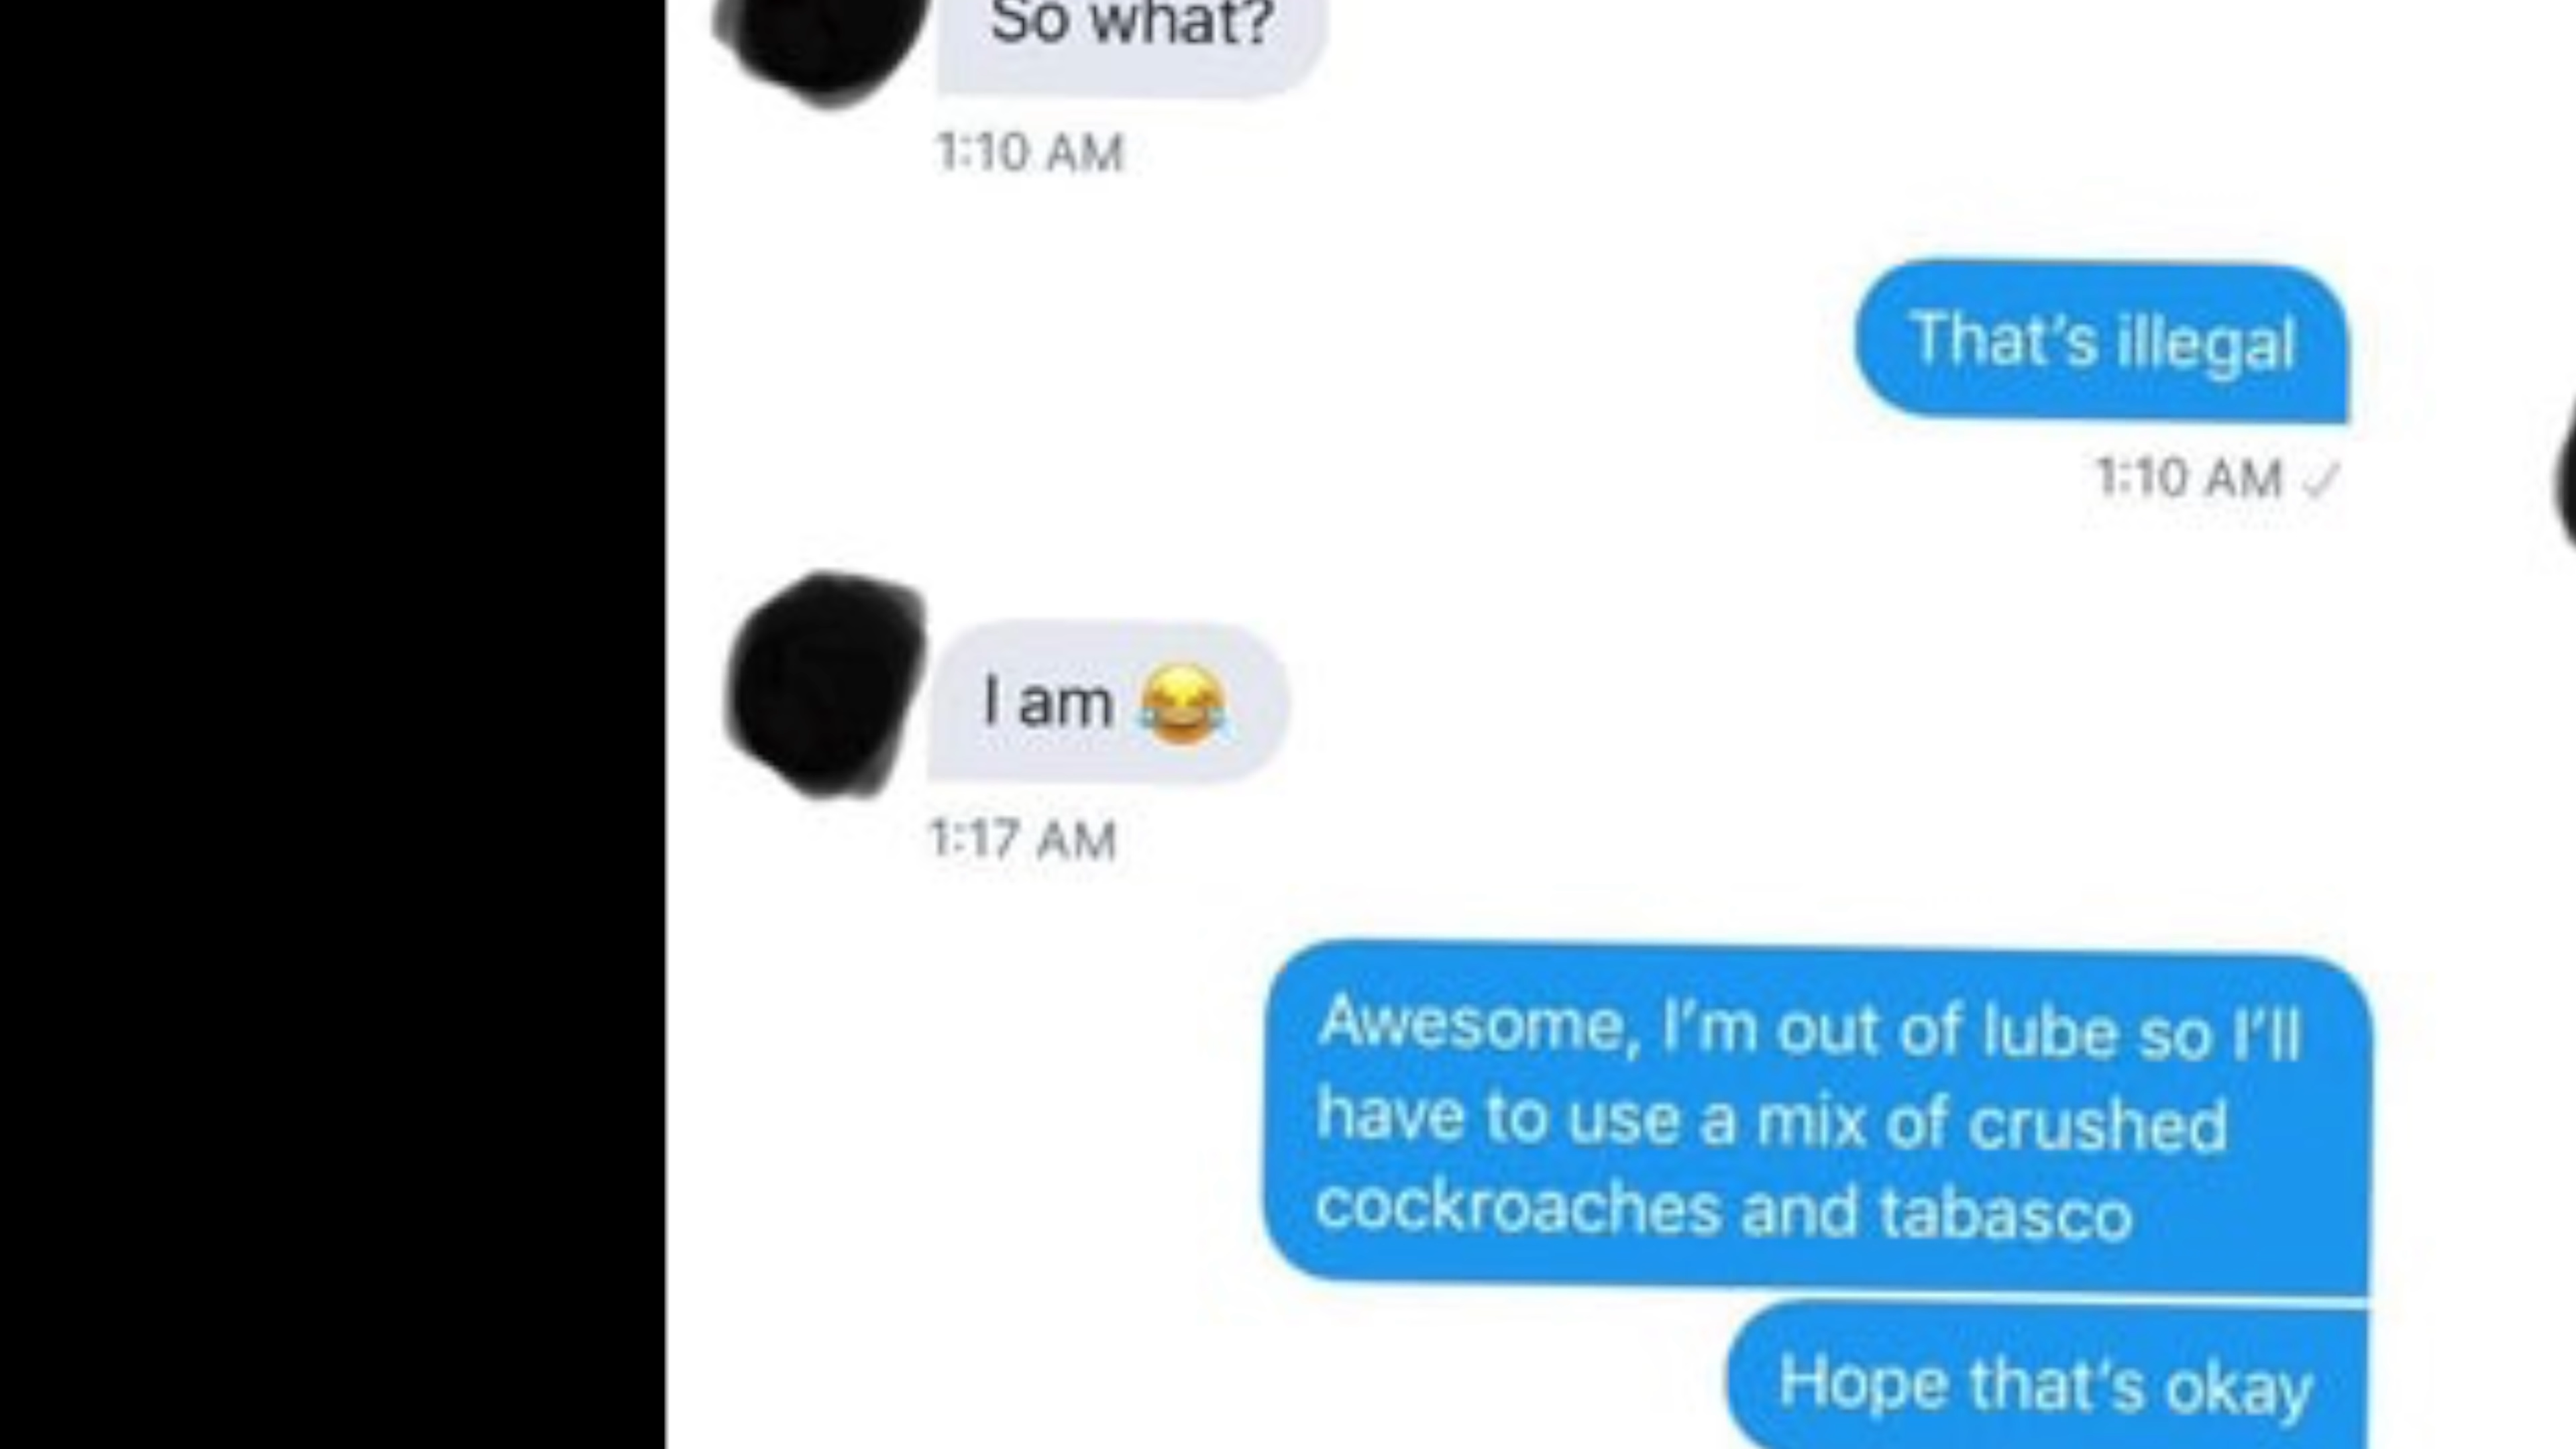 So what?
1:10 AM
That's illegal
1:10 AM ✓
I am 😂
1:17 AM
Awesome, I'm out of lube so I'll
have to use a mix of crushed
cockroaches and tabasco
Hope that's okay